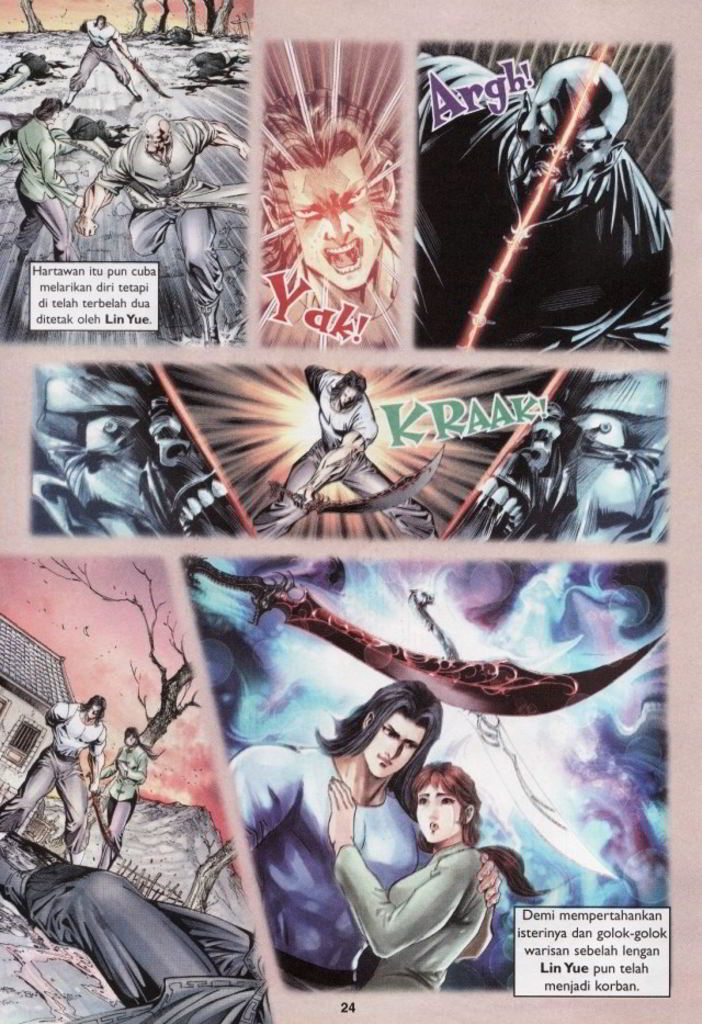 Hartawan itu pun cuba
melarikan diri tetapi
di telah terbelah dua
ditetak oleh Lin Yue.
Yak!
Argh!
KRAAK!
Demi mempertahankan
isterinya dan golok-golok
warisan sebelah lengan
Lin Yue pun telah
menjadi korban.
24